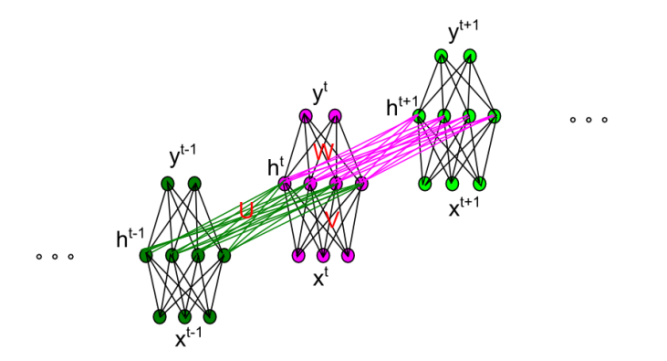 y^t+1
h^t+1
y^t
W
h^t
x^t+1
y^t-1
U
V
h^t-1
x^t
x^t-1